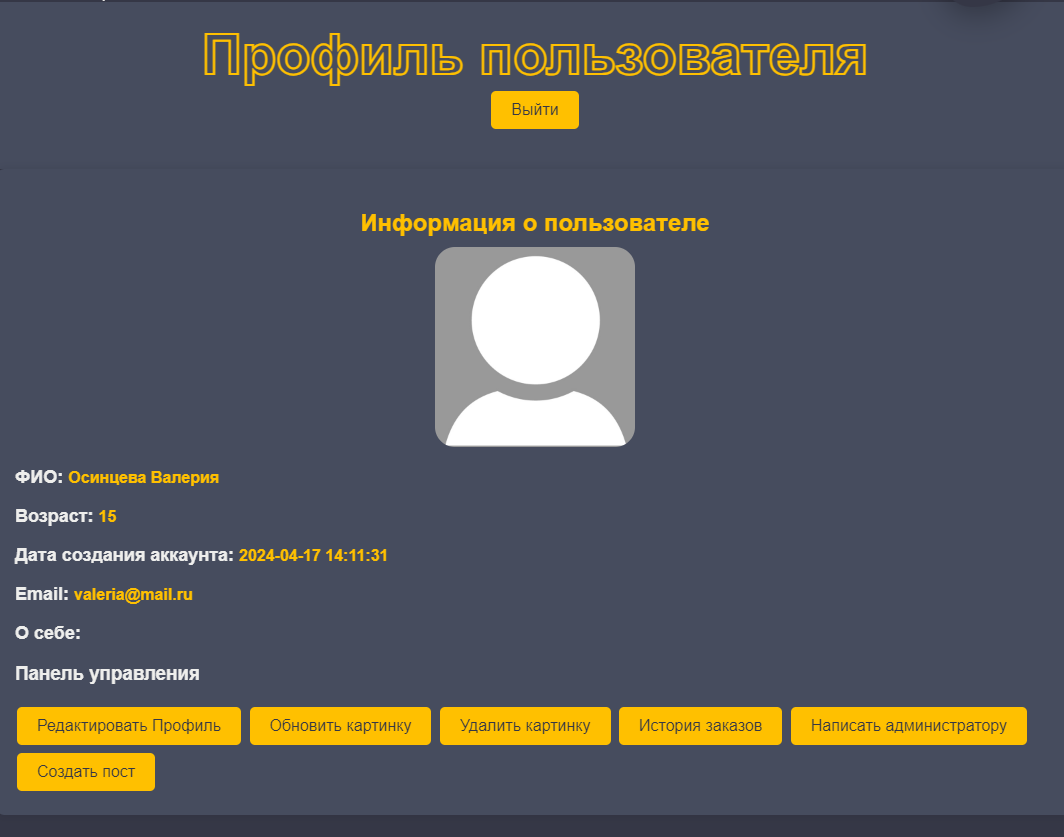 Профиль пользователя
Выйти
Информация о пользователе
ФИО: Осинцева Валерия
Возраст: 15
Дата создания аккаунта: 2024-04-17 14:11:31
Email: valeria@mail.ru
О себе:
Панель управления
Редактировать Профиль Обновить картинку Удалить картинку История заказов Написать администратору
Создать пост